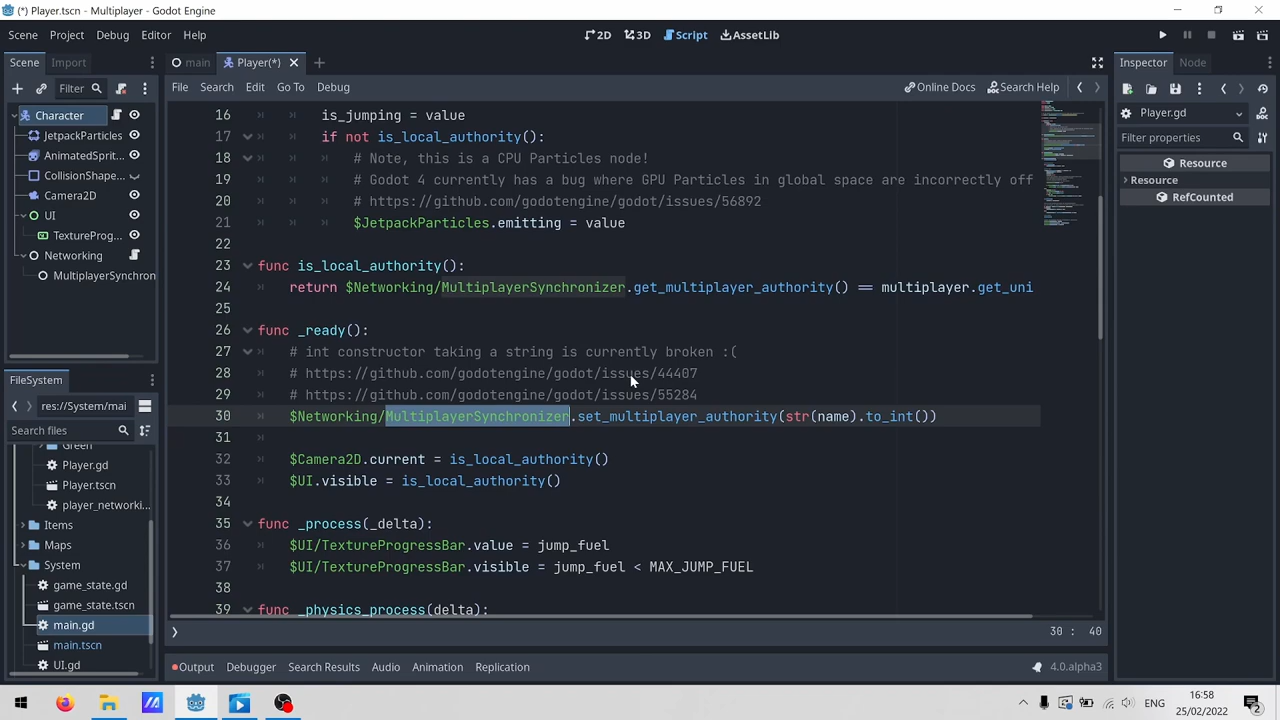 (*) Player.tscn - Multiplayer - Godot Engine
Scene Project Debug Editor Help
2D 3D Script AssetLib
Scene Import
main Player(*)
Inspector Node
Filter
File Search Edit Go To Debug
Online Docs Search Help
Character
JetpackParticles
AnimatedSprit...
CollisionShape...
Camera2D
UI
TextureProg...
Networking
MultiplayerSynchron
FileSystem
res://System/mai
Search files
Green
Player.gd
Player.tscn
player_networki...
Items
Maps
System
game_state.gd
game_state.tscn
main.gd
main.tscn
UI.gd
16 is_jumping = value
17 if not is_local_authority():
18 # Note, this is a CPU Particles node!
19 # Godot 4 currently has a bug where GPU Particles in global space are incorrectly off
20 # https://github.com/godotengine/godot/issues/56892
21 $JetpackParticles.emitting = value
22
23 func is_local_authority():
24 return $Networking/MultiplayerSynchronizer.get_multiplayer_authority() == multiplayer.get_uni
25
26 func _ready():
27 # int constructor taking a string is currently broken :(
28 # https://github.com/godotengine/godot/issues/44407
29 # https://github.com/godotengine/godot/issues/55284
30 $Networking/MultiplayerSynchronizer.set_multiplayer_authority(str(name).to_int())
31
32 $Camera2D.current = is_local_authority()
33 $UI.visible = is_local_authority()
34
35 func _process(_delta):
36 $UI/TextureProgressBar.value = jump_fuel
37 $UI/TextureProgressBar.visible = jump_fuel < MAX_JUMP_FUEL
38
39 func _physics_process(delta):
30 : 40
Output Debugger Search Results Audio Animation Replication
4.0.alpha3
Player.gd
Filter properties
Resource
Resource
RefCounted
ENG
16:58
25/02/2022
2